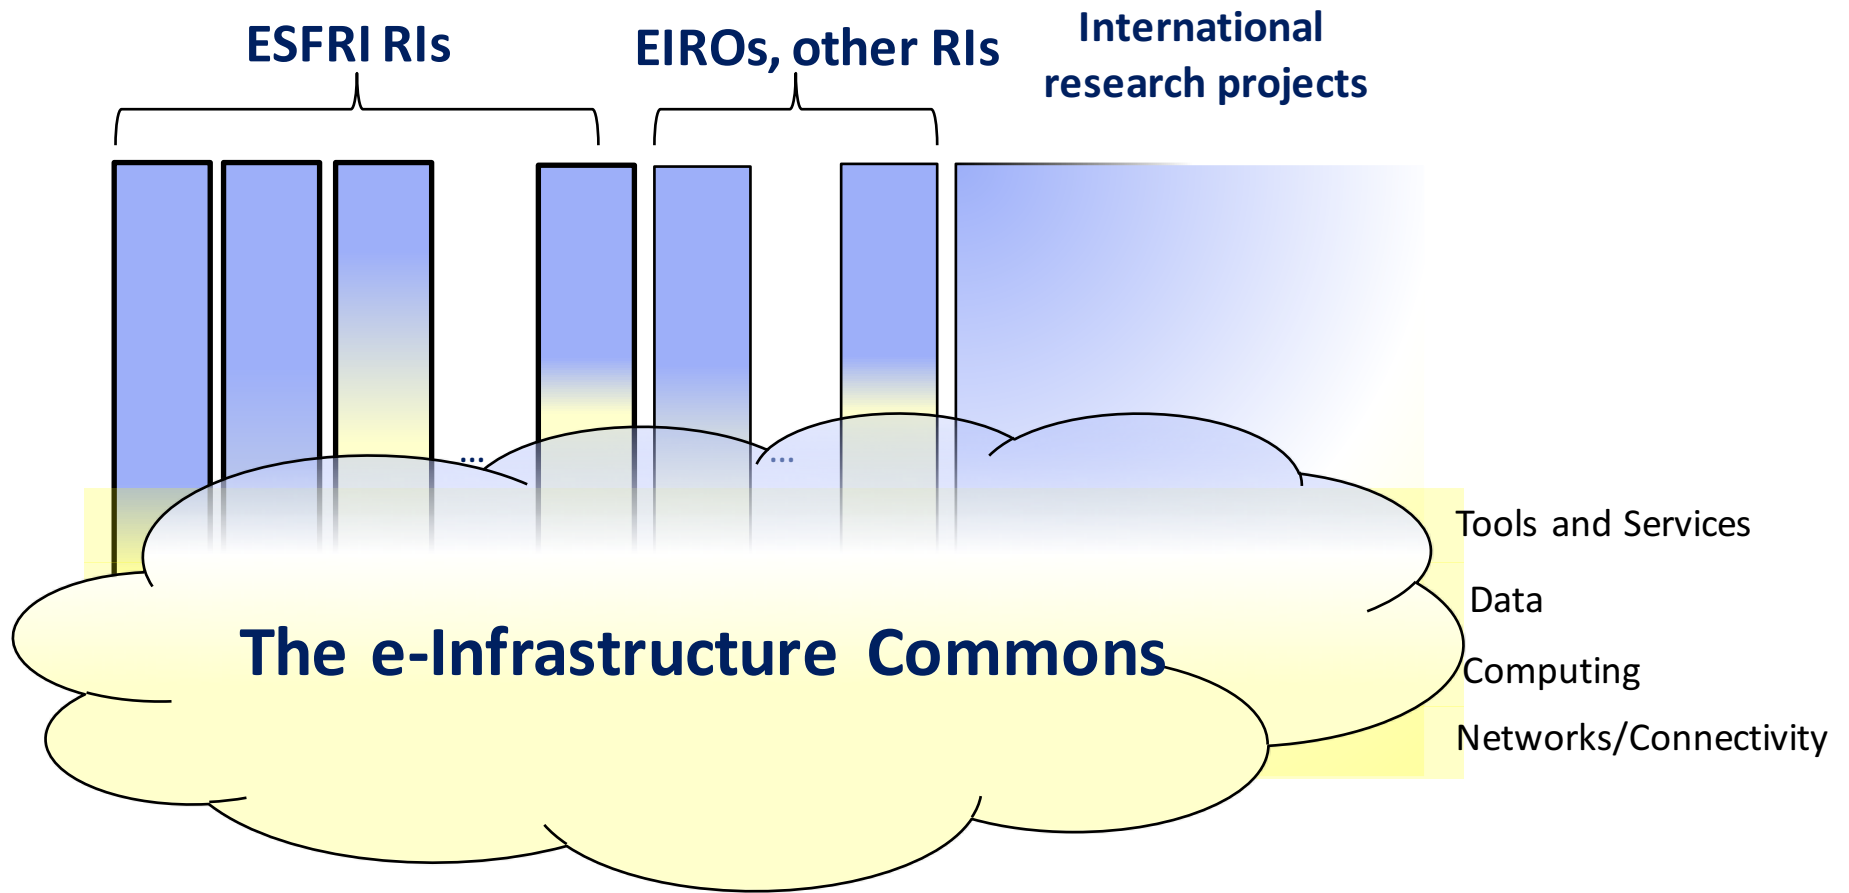 ESFRI RIs
EIROs, other RIs
International
research projects
...
...
Tools and Services
Data
The e-Infrastructure Commons
Computing
Networks/Connectivity